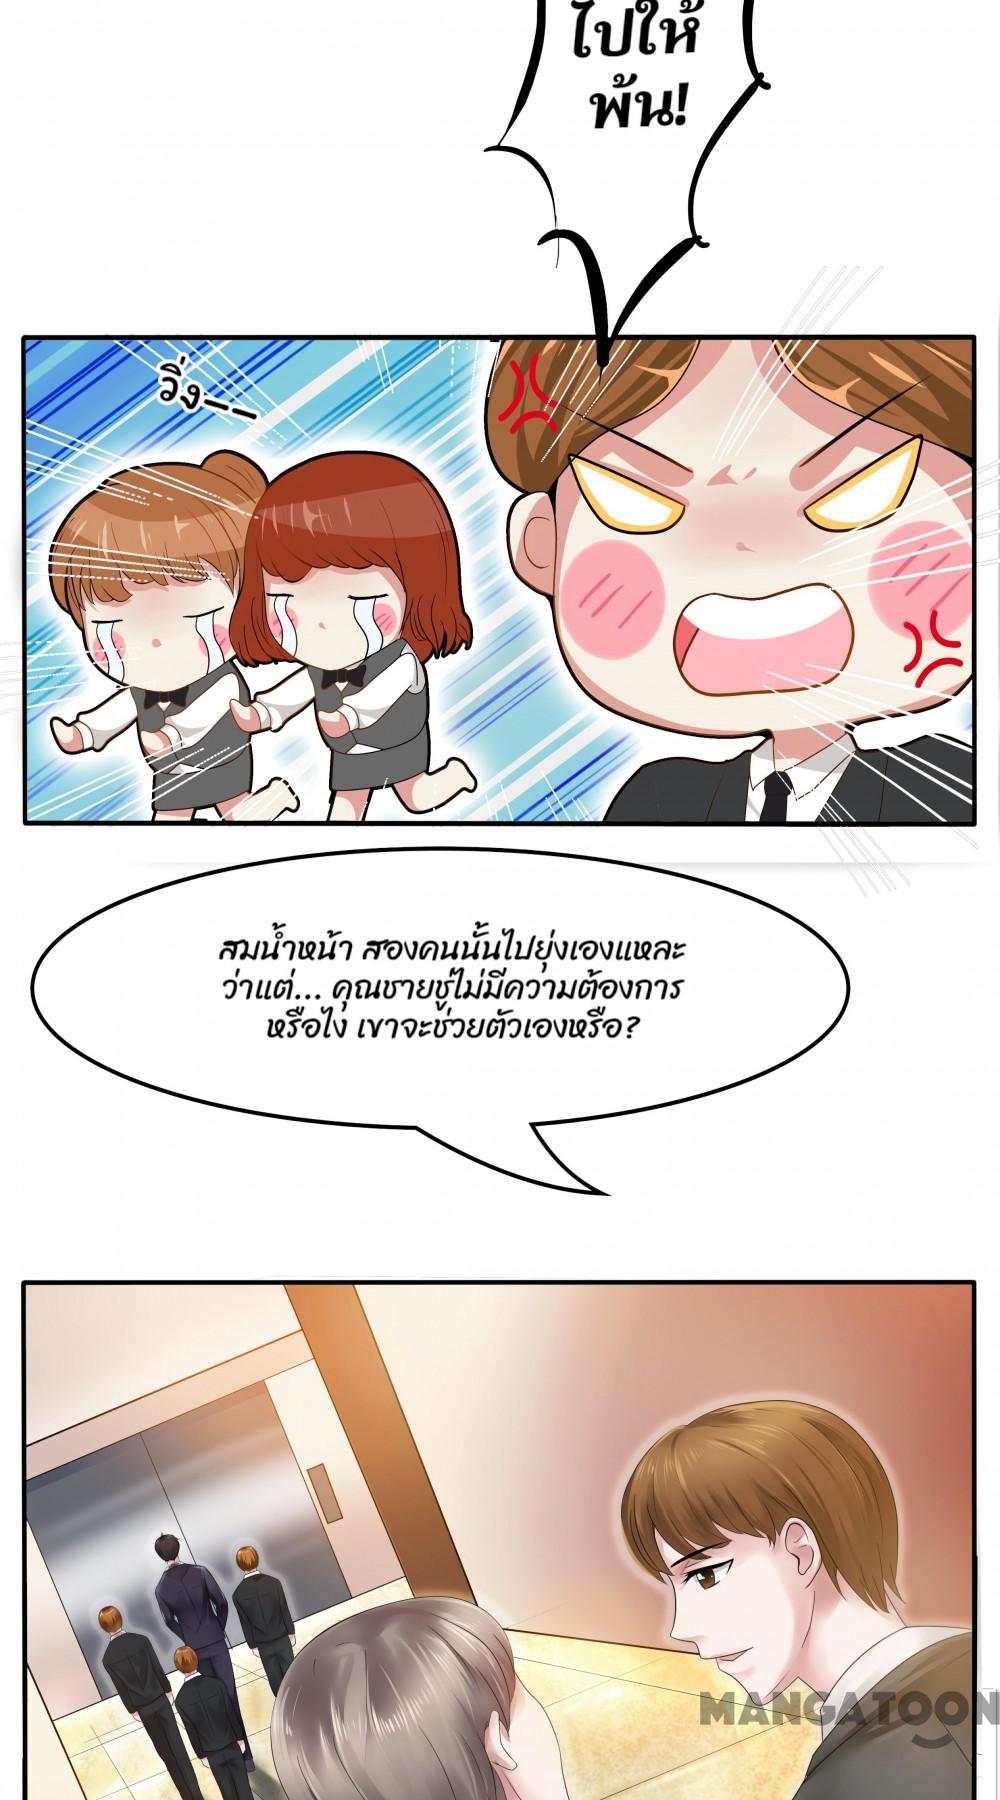 ไปให้
พ้น!
วิ่ง~~
สมน้ำหน้า สองคนนั้นไปยุ่งเองแหละ
ว่าแต่... คุณชายชู่ไม่มีความต้องการ
หรือไง เขาจะช่วยตัวเองหรือ?
MANGATOON